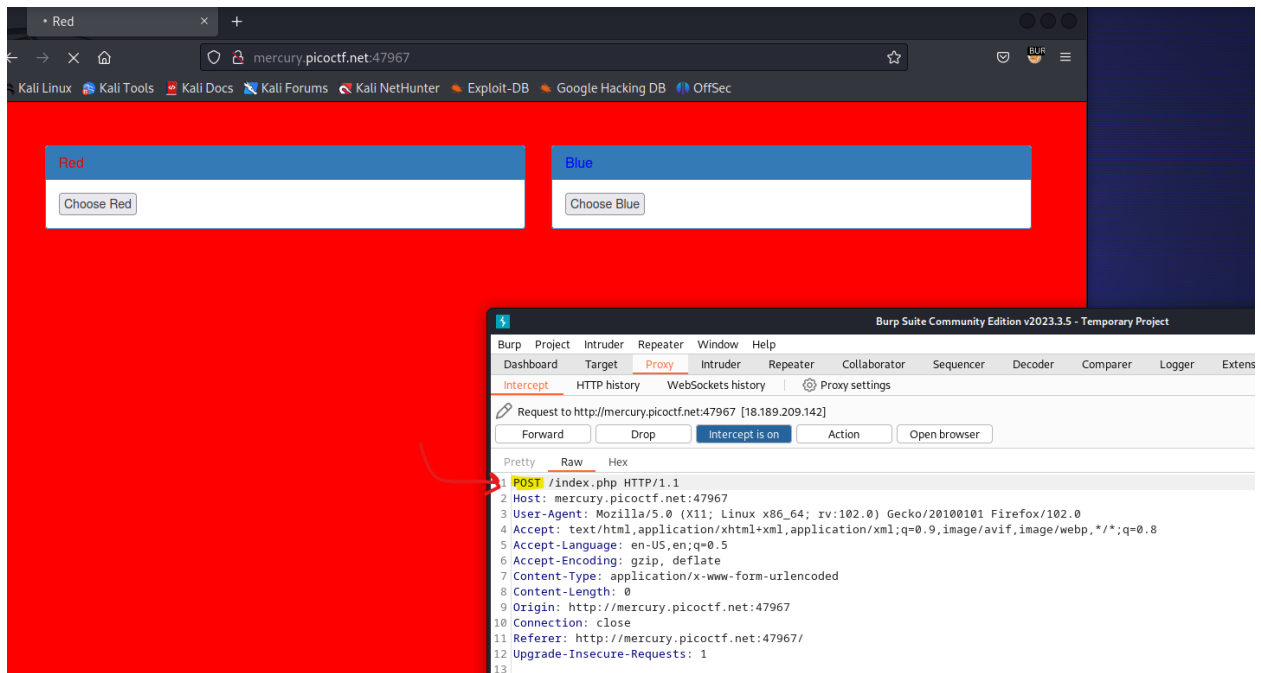 • Red × +
mercury.picoctf.net:47967
BUR
Kali Linux Kali Tools Kali Docs Kali Forums Kali NetHunter Exploit-DB Google Hacking DB OffSec
Red Blue
Choose Red Choose Blue
Burp Suite Community Edition v2023.3.5 - Temporary Project
Burp Project Intruder Repeater Window Help
Dashboard Target Proxy Intruder Repeater Collaborator Sequencer Decoder Comparer Logger Extens
Intercept HTTP history WebSockets history Proxy settings
Request to http://mercury.picoctf.net:47967 [18.189.209.142]
Forward Drop Intercept is on Action Open browser
Pretty Raw Hex
1 POST /index.php HTTP/1.1
2 Host: mercury.picoctf.net:47967
3 User-Agent: Mozilla/5.0 (X11; Linux x86_64; rv:102.0) Gecko/20100101 Firefox/102.0
4 Accept: text/html,application/xhtml+xml,application/xml;q=0.9,image/avif,image/webp,*/*;q=0.8
5 Accept-Language: en-US,en;q=0.5
6 Accept-Encoding: gzip, deflate
7 Content-Type: application/x-www-form-urlencoded
8 Content-Length: 0
9 Origin: http://mercury.picoctf.net:47967
10 Connection: close
11 Referer: http://mercury.picoctf.net:47967/
12 Upgrade-Insecure-Requests: 1
13